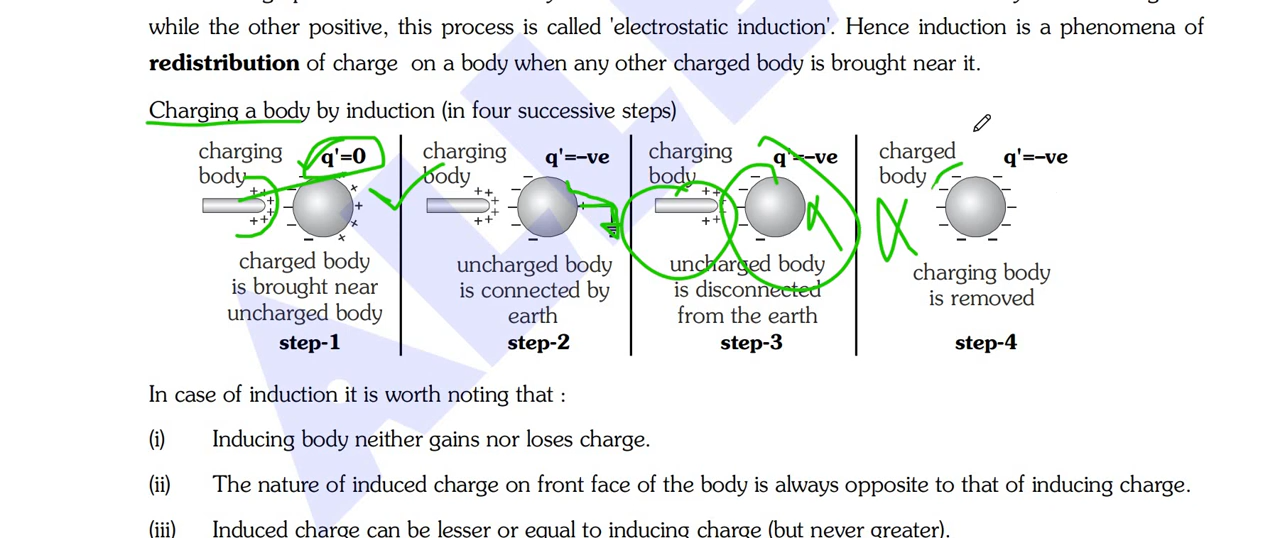 while the other positive, this process is called 'electrostatic induction'. Hence induction is a phenomena of
redistribution of charge on a body when any other charged body is brought near it.
Charging a body by induction (in four successive steps)
charging
body
q'=0
charged body
is brought near
uncharged body
step-1
charging
body
q'=–ve
uncharged body
is connected by
earth
step-2
charging
body
q'=–ve
uncharged body
is disconnected
from the earth
step-3
charged
body
q'=–ve
charging body
is removed
step-4
In case of induction it is worth noting that :
(i) Inducing body neither gains nor loses charge.
(ii) The nature of induced charge on front face of the body is always opposite to that of inducing charge.
(iii) Induced charge can be lesser or equal to inducing charge (but never greater).